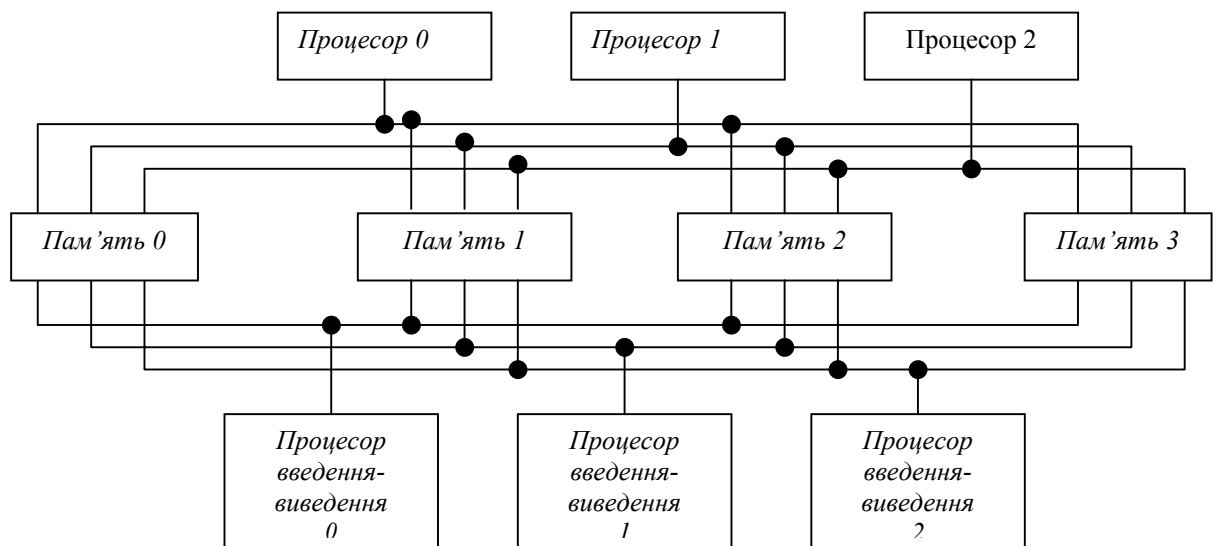 Процесор 0
Процесор 1
Процесор 2
Пам’ять 0
Пам’ять 1
Пам’ять 2
Пам’ять 3
Процесор
введення-
виведення
0
Процесор
введення-
виведення
1
Процесор
введення-
виведення
2